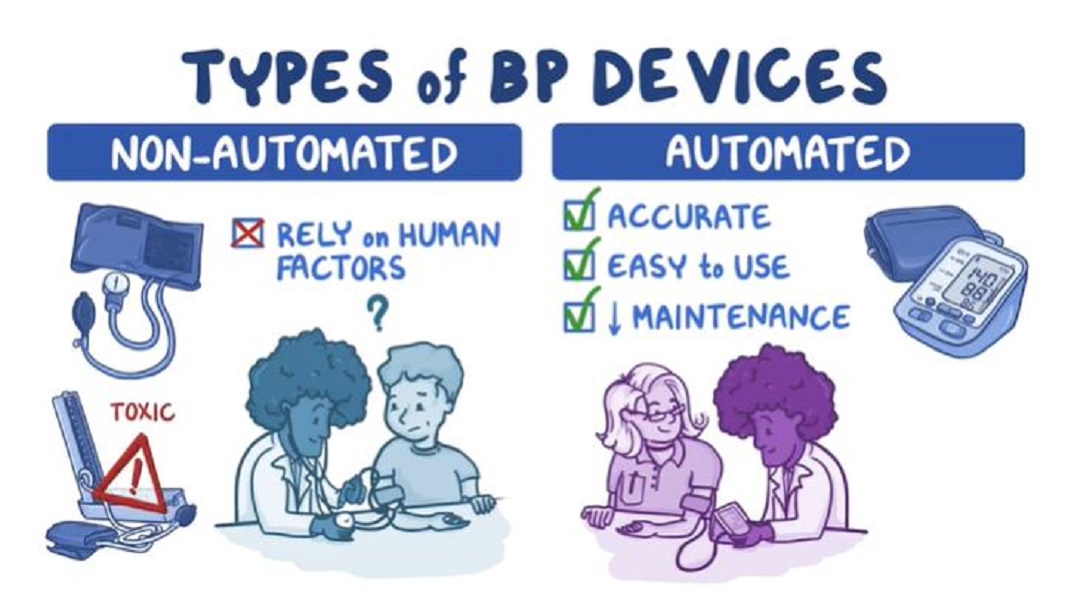 TYPES of BP DEVICES
NON-AUTOMATED
RELY on HUMAN
FACTORS
?
TOXIC
!
AUTOMATED
ACCURATE
EASY to USE
↓ MAINTENANCE
140
88